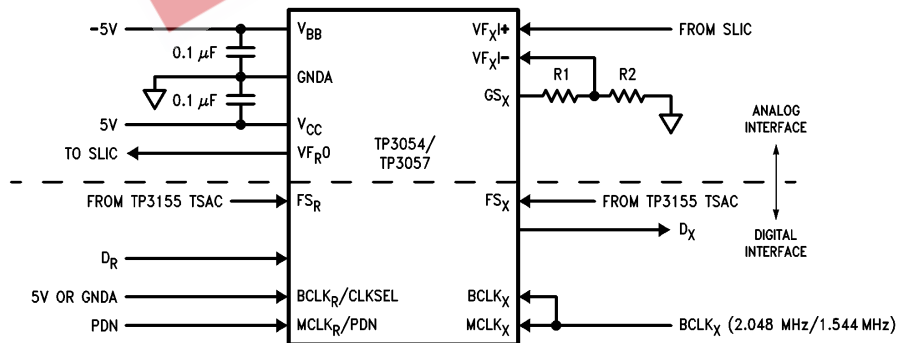 -5V
V_BB
VF_XI+
FROM SLIC
0.1 μF
VF_XI-
GNDA
R1
R2
GS_X
0.1 μF
ANALOG
INTERFACE
5V
V_CC
TP3054/
TP3057
TO SLIC
VF_RO
FROM TP3155 TSAC
FS_R
FS_X
FROM TP3155 TSAC
D_X
DIGITAL
INTERFACE
D_R
5V OR GNDA
BCLK_R/CLKSEL
BCLK_X
PDN
MCLK_R/PDN
MCLK_X
BCLK_X (2.048 MHz/1.544 MHz)